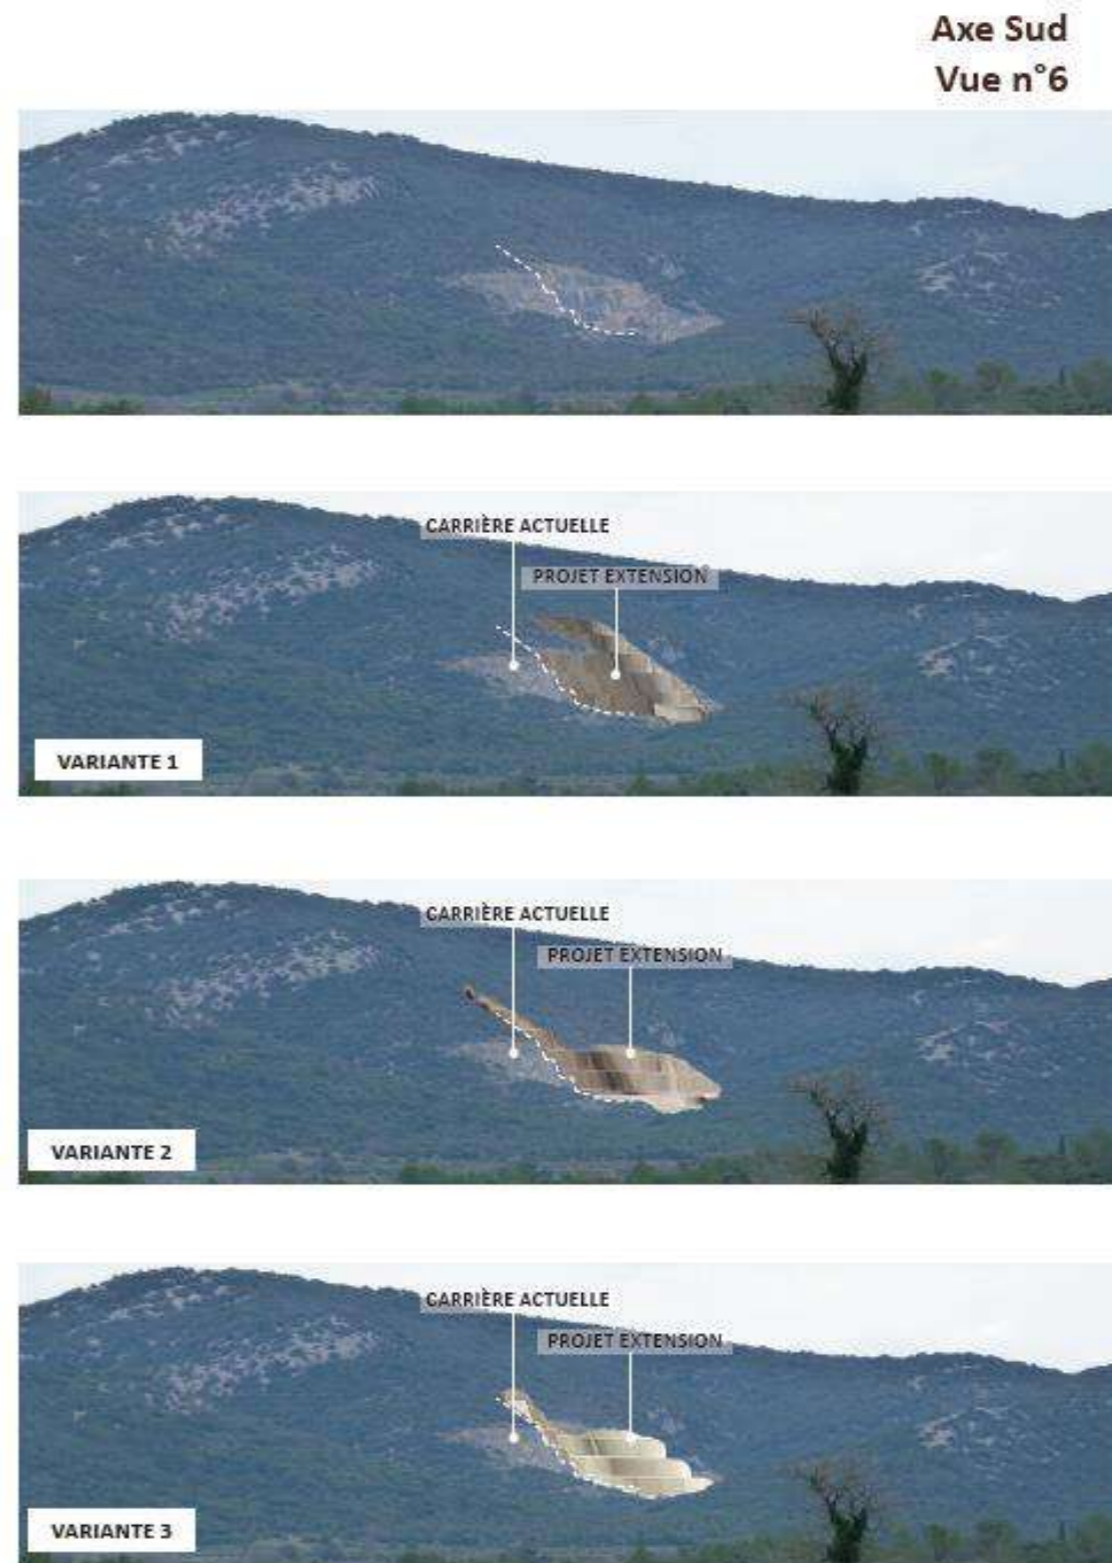 Axe Sud
Vue n°6
CARRIÈRE ACTUELLE
PROJET EXTENSION
VARIANTE 1
CARRIÈRE ACTUELLE
PROJET EXTENSION
VARIANTE 2
CARRIÈRE ACTUELLE
PROJET EXTENSION
VARIANTE 3